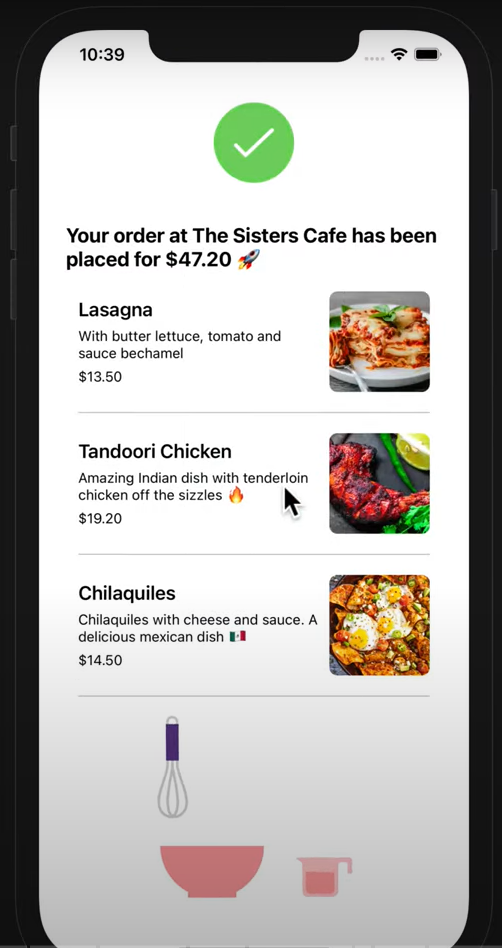 10:39
Your order at The Sisters Cafe has been
placed for $47.20 🚀
Lasagna
With butter lettuce, tomato and
sauce bechamel
$13.50
Tandoori Chicken
Amazing Indian dish with tenderloin
chicken off the sizzles 🔥
$19.20
Chilaquiles
Chilaquiles with cheese and sauce. A
delicious mexican dish 🇲🇽
$14.50